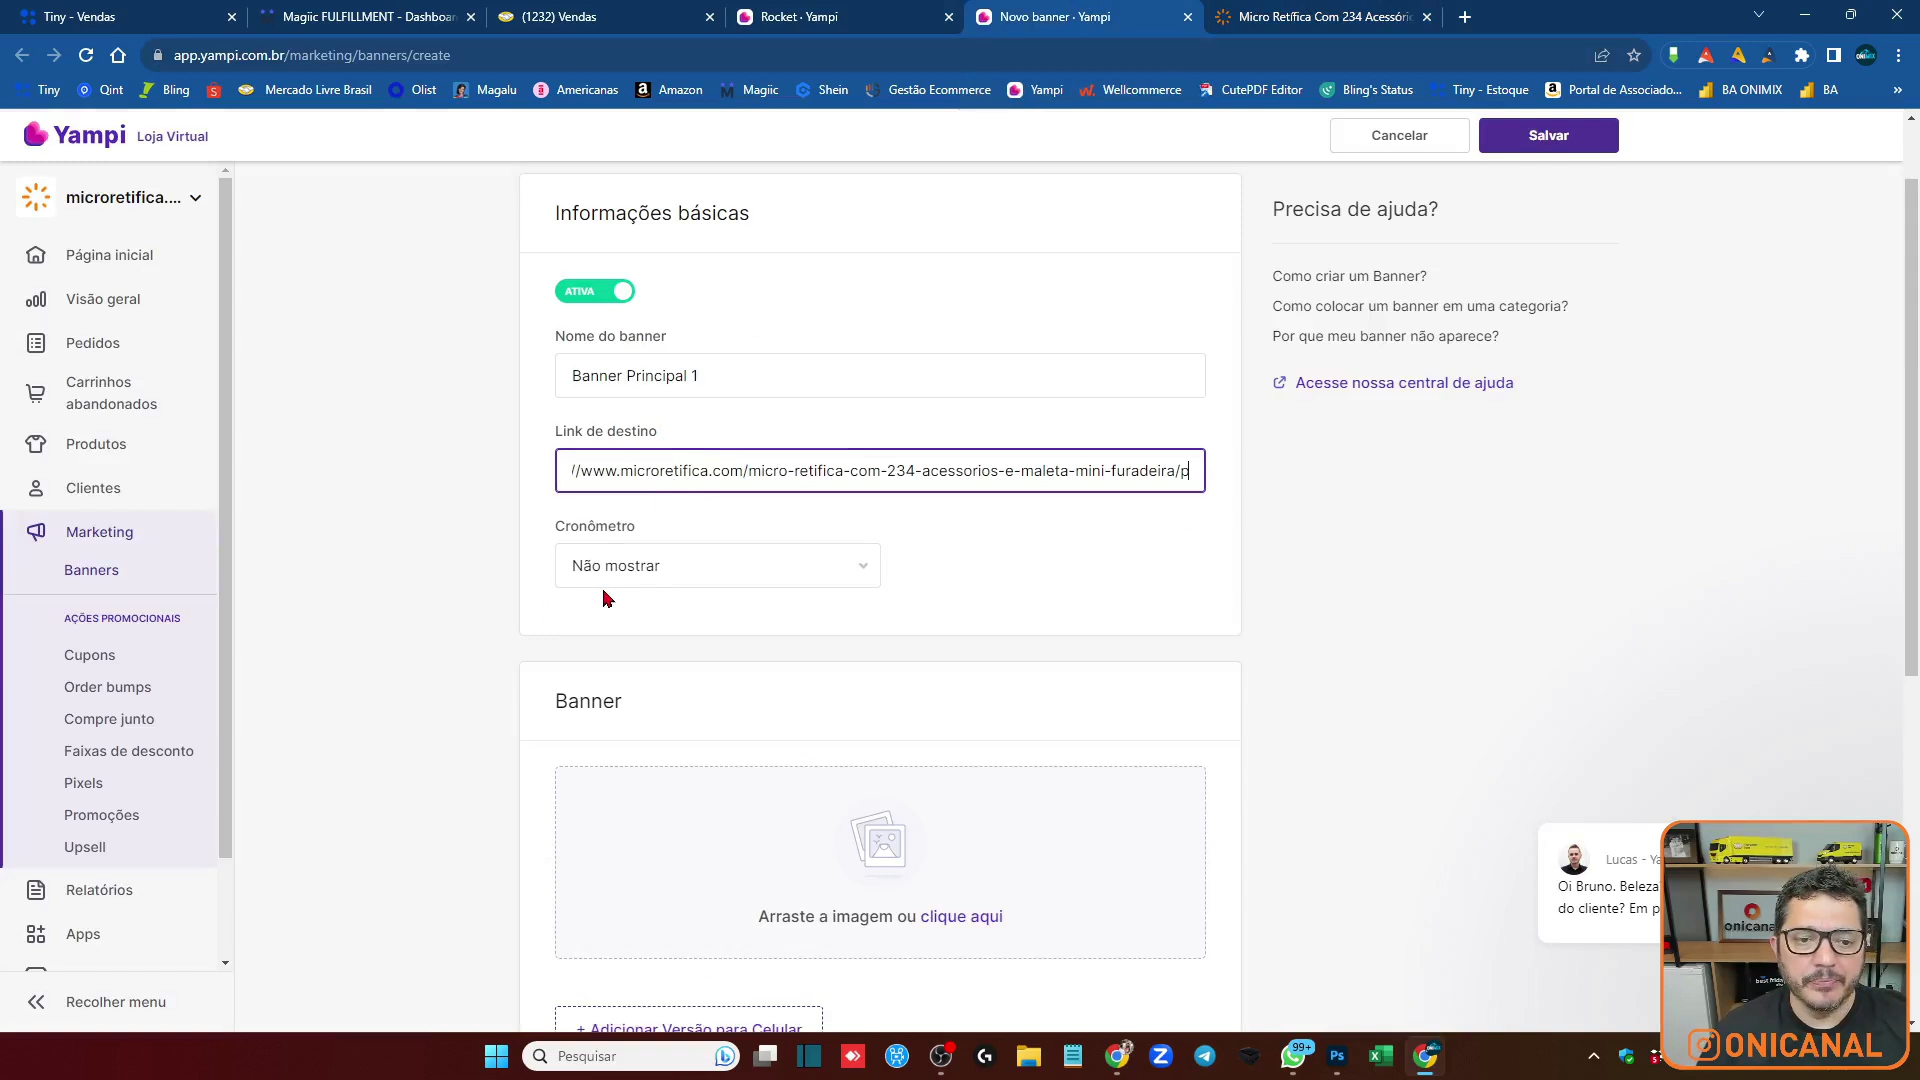 Tiny - Vendas
Magiic FULFILLMENT - Dashboar
(1232) Vendas
Rocket · Yampi
Novo banner · Yampi
Micro Retífica Com 234 Acessóri
app.yampi.com.br/marketing/banners/create
Tiny
Qint
Bling
Mercado Livre Brasil
Olist
Magalu
Americanas
Amazon
Magiic
Shein
Gestão Ecommerce
Yampi
Wellcommerce
CutePDF Editor
Bling's Status
Tiny - Estoque
Portal de Associado...
BA ONIMIX
BA
Yampi Loja Virtual
Cancelar
Salvar
microretifica....
Página inicial
Visão geral
Pedidos
Carrinhos
abandonados
Produtos
Clientes
Marketing
Banners
AÇÕES PROMOCIONAIS
Cupons
Order bumps
Compre junto
Faixas de desconto
Pixels
Promoções
Upsell
Relatórios
Apps
Recolher menu
Informações básicas
ATIVA
Nome do banner
Banner Principal 1
Link de destino
//www.microretifica.com/micro-retifica-com-234-acessorios-e-maleta-mini-furadeira/p
Cronômetro
Não mostrar
Banner
Arraste a imagem ou clique aqui
+ Adicionar Versão para Celular
Precisa de ajuda?
Como criar um Banner?
Como colocar um banner em uma categoria?
Por que meu banner não aparece?
Acesse nossa central de ajuda
Lucas - Ya
Oi Bruno. Beleza
do cliente? Em p
onicanal
ONICANAL
Pesquisar
99+